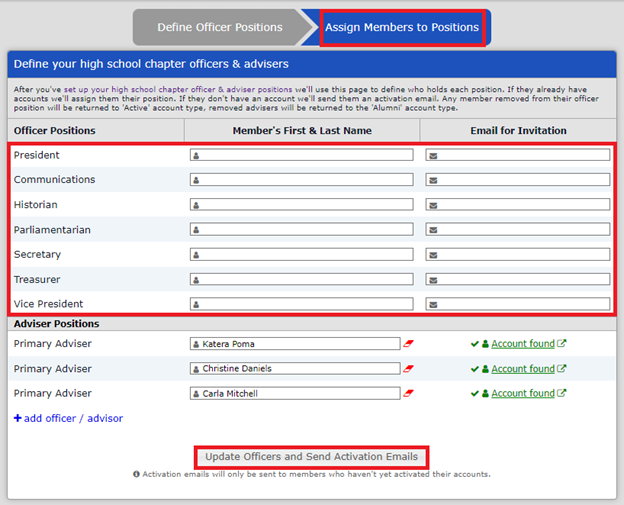 Define Officer Positions Assign Members to Positions
Define your high school chapter officers & advisers
After you've set up your high school chapter officer & adviser positions we'll use this page to define who holds each position. If they already have
accounts we'll assign them their position. If they don't have an account we'll send them an activation email. Any member removed from their officer
position will be returned to 'Active' account type, removed advisers will be returned to the 'Alumni' account type.
Officer Positions Member's First & Last Name Email for Invitation
President
Communications
Historian
Parliamentarian
Secretary
Treasurer
Vice President
Adviser Positions
Primary Adviser Katera Poma Account found
Primary Adviser Christine Daniels Account found
Primary Adviser Carla Mitchell Account found
+ add officer / advisor
Update Officers and Send Activation Emails
Activation emails will only be sent to members who haven't yet activated their accounts.